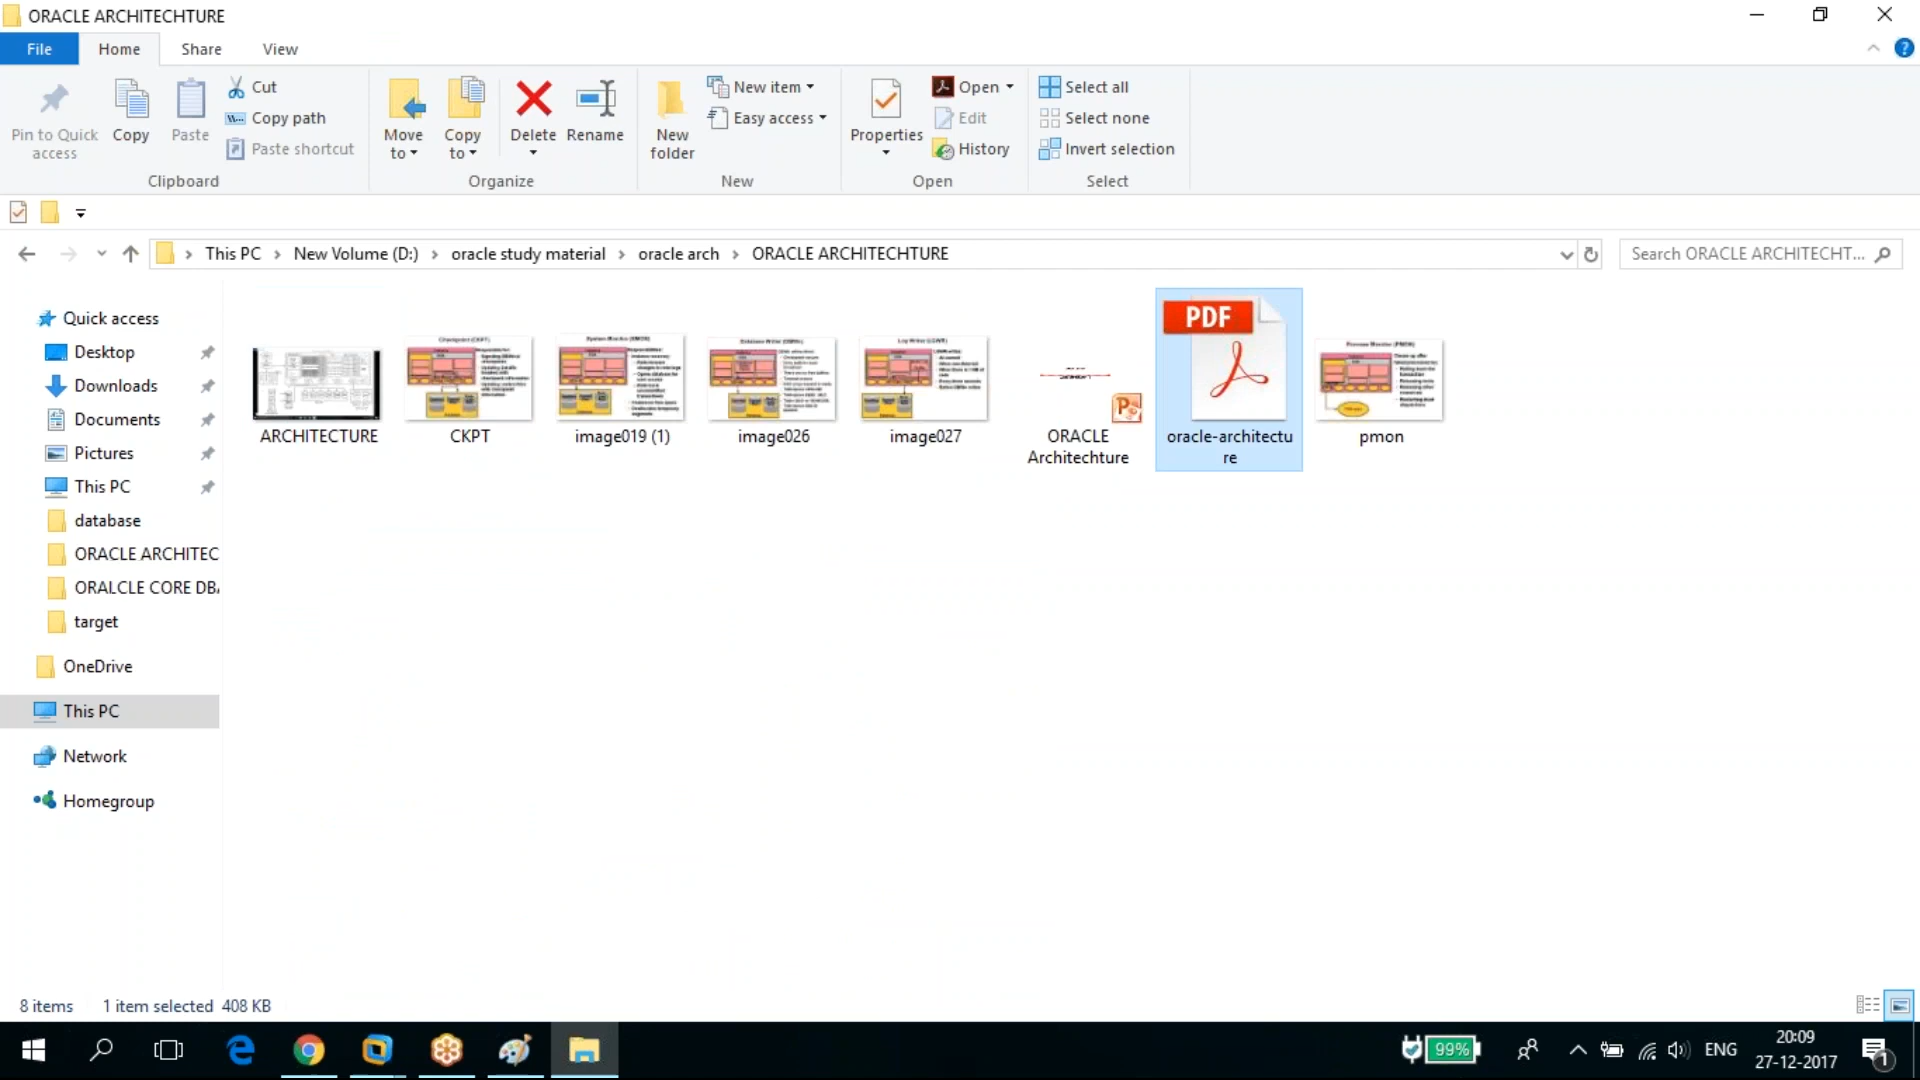 ORACLE ARCHITECHTURE
File
Home
Share
View
Pin to Quick
access
Copy
Paste
Cut
Copy path
Paste shortcut
Clipboard
Move
to
Copy
to
Delete
Rename
Organize
New
folder
New item
Easy access
New
Properties
Open
Edit
History
Open
Select all
Select none
Invert selection
Select
This PC
New Volume (D:)
oracle study material
oracle arch
ORACLE ARCHITECHTURE
Search ORACLE ARCHITECHT...
Quick access
Desktop
Downloads
Documents
Pictures
This PC
database
ORACLE ARCHITEC
ORALCLE CORE DB
target
OneDrive
This PC
Network
Homegroup
ARCHITECTURE
CKPT
image019 (1)
image026
image027
ORACLE
Architechture
PDF
oracle-architectu
re
pmon
8 items
1 item selected 408 KB
99%
ENG
20:09
27-12-2017
1